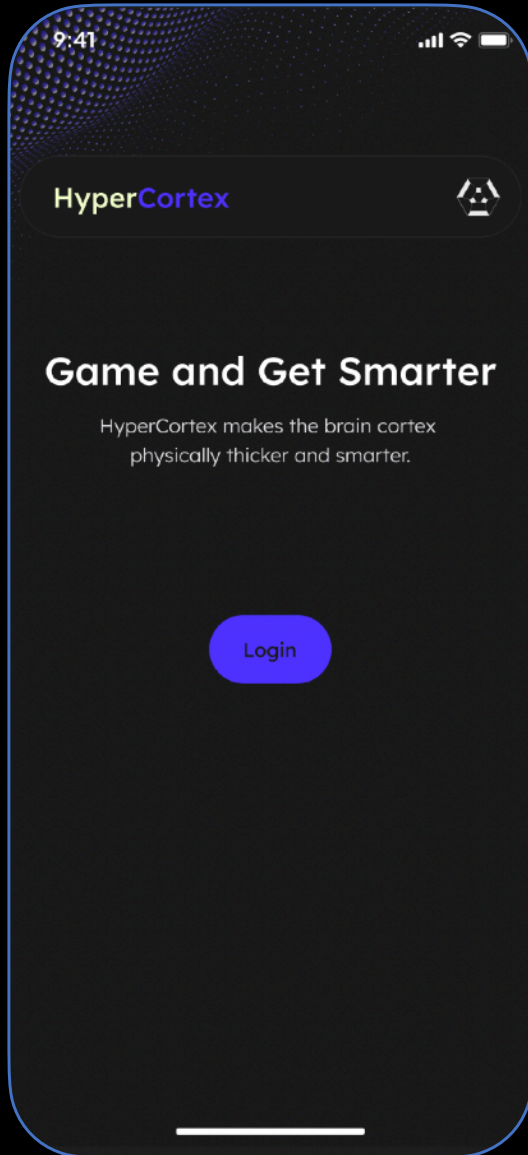 9:41
HyperCortex
Game and Get Smarter
HyperCortex makes the brain cortex
physically thicker and smarter.
Login